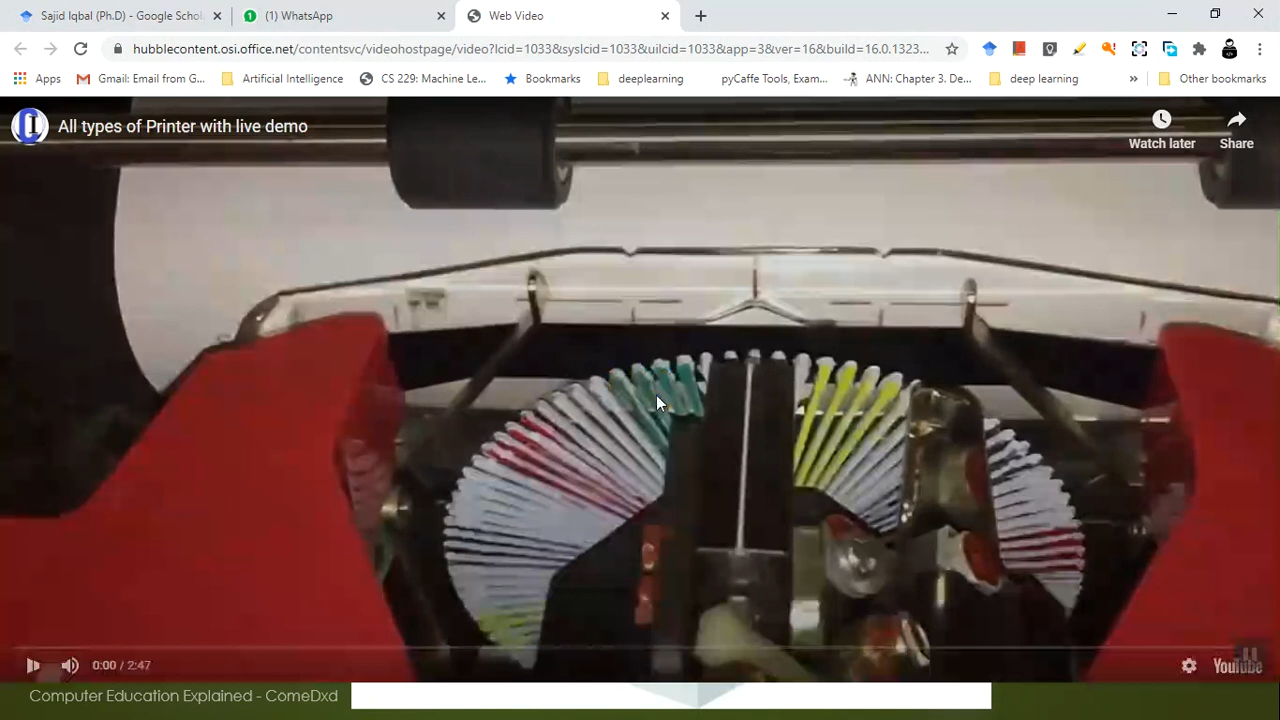 Sajid Iqbal (Ph.D) - Google Schol
(1) WhatsApp
Web Video
hubblecontent.osi.office.net/contentsvc/videohostpage/video?lcid=1033&syslcid=1033&uilcid=1033&app=3&ver=16&build=16.0.1323...
Apps
Gmail: Email from G...
Artificial Intelligence
CS 229: Machine Le...
Bookmarks
deeplearning
pyCaffe Tools, Exam...
ANN: Chapter 3. De...
deep learning
»
Other bookmarks
All types of Printer with live demo
Watch later
Share
0:00 / 2:47
YouTube
Computer Education Explained - ComeDxd